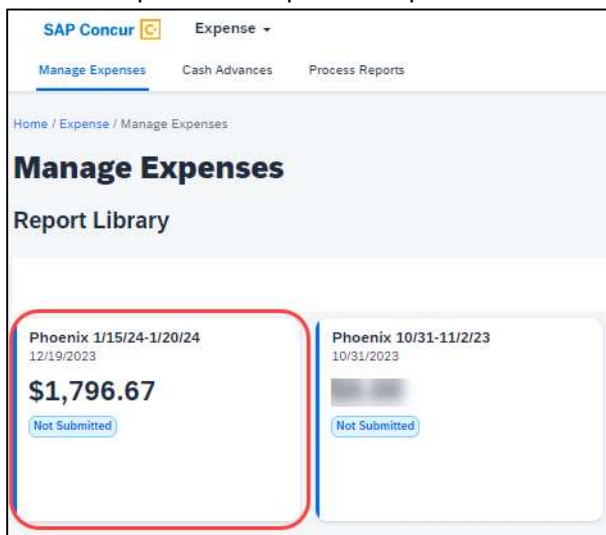 SAP Concur C Expense
Manage Expenses Cash Advances Process Reports
Home / Expense / Manage Expenses
Manage Expenses
Report Library
Phoenix 1/15/24-1/20/24
12/19/2023
$1,796.67
Not Submitted
Phoenix 10/31-11/2/23
10/31/2023
Not Submitted